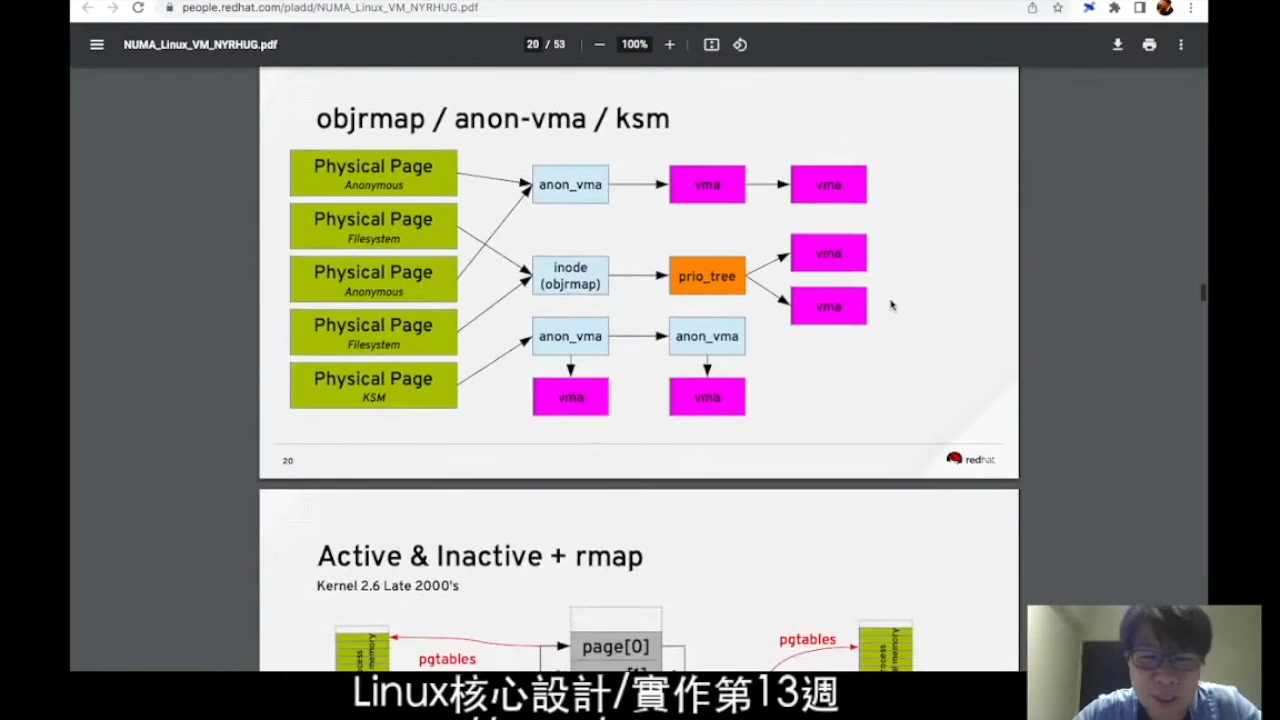 people.redhat.com/pladd/NUMA_Linux_VM_NYRHUG.pdf
NUMA_Linux_VM_NYRHUG.pdf
20 / 53
100%
objrmap / anon-vma / ksm
Physical Page
Anonymous
Physical Page
Filesystem
Physical Page
Anonymous
Physical Page
Filesystem
Physical Page
KSM
anon_vma
vma
vma
inode
(objrmap)
prio_tree
vma
vma
anon_vma
anon_vma
vma
vma
20
redhat
Active & Inactive + rmap
Kernel 2.6 Late 2000's
pgtables
page[0]
pgtables
Linux核心設計/實作第13週